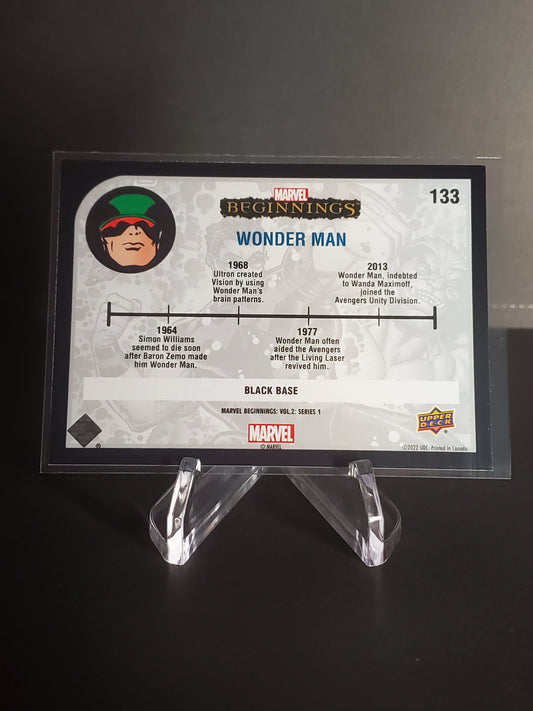 MARVEL
BEGINNINGS
133
WONDER MAN
1968
Ultron created
Vision by using
Wonder Man's
brain patterns.
2013
Wonder Man, indebted
to Wanda Maximoff,
joined the
Avengers Unity Division.
1964
Simon Williams
seemed to die soon
after Baron Zemo made
him Wonder Man.
1977
Wonder Man often
aided the Avengers
after the Living Laser
revived him.
BLACK BASE
MARVEL BEGINNINGS: VOL.2: SERIES 1
MARVEL
© MARVEL
UPPER
DECK
©2022 UDC. Printed in Canada.